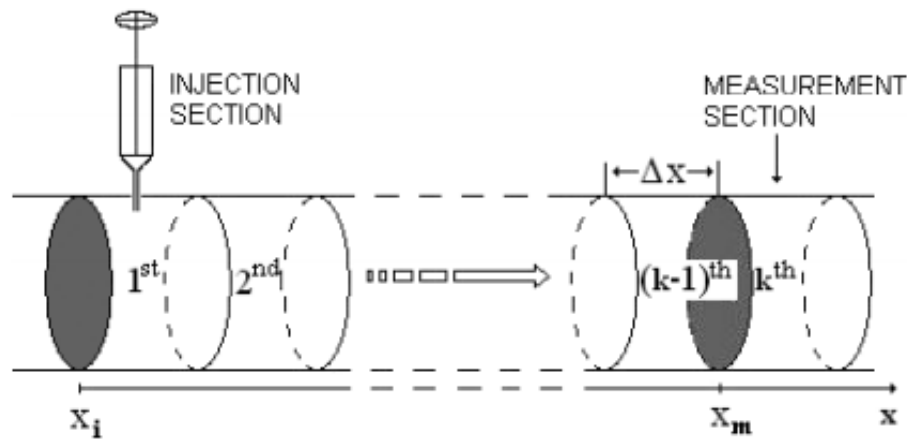 INJECTION
SECTION
MEASUREMENT
SECTION
Δx
1st
2nd
(k-1)th
kth
xi
xm
x